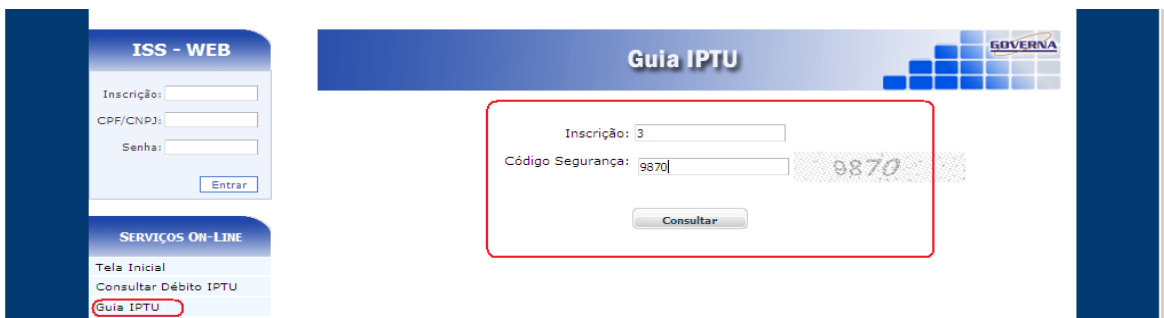 ISS - WEB
Inscrição:
CPF/CNPJ:
Senha:
Entrar
SERVIÇOS ON-LINE
Tela Inicial
Consultar Débito IPTU
Guia IPTU
Guia IPTU
GOVERNA
Inscrição: 3
Código Segurança: 9870 9870
Consultar